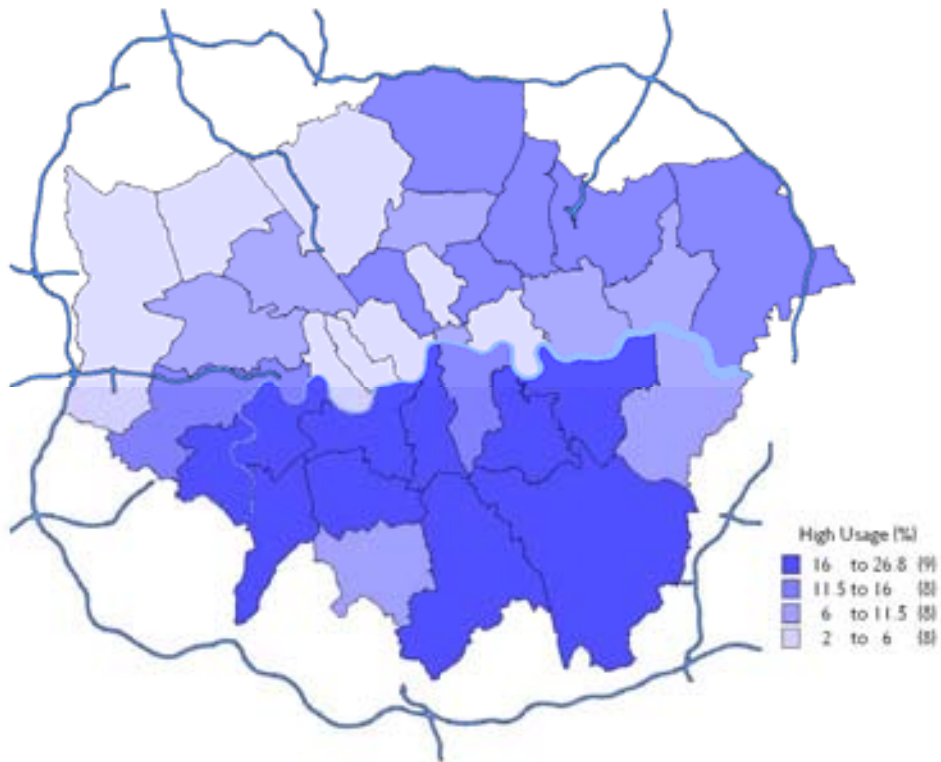 High Usage (%)
16 to 26.8 (9)
11.5 to 16 (8)
6 to 11.5 (8)
2 to 6 (8)